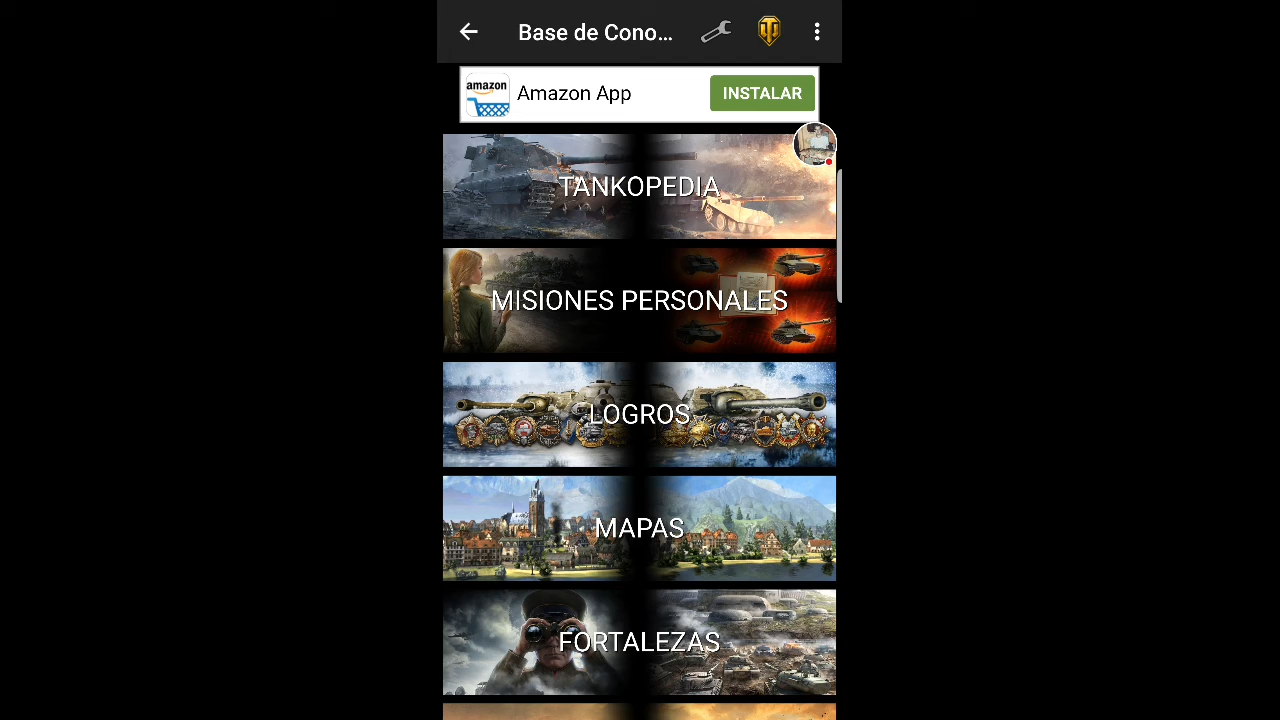 Base de Cono...
amazon
Amazon App
INSTALAR
TANKOPEDIA
MISIONES PERSONALES
LOGROS
MAPAS
FORTALEZAS